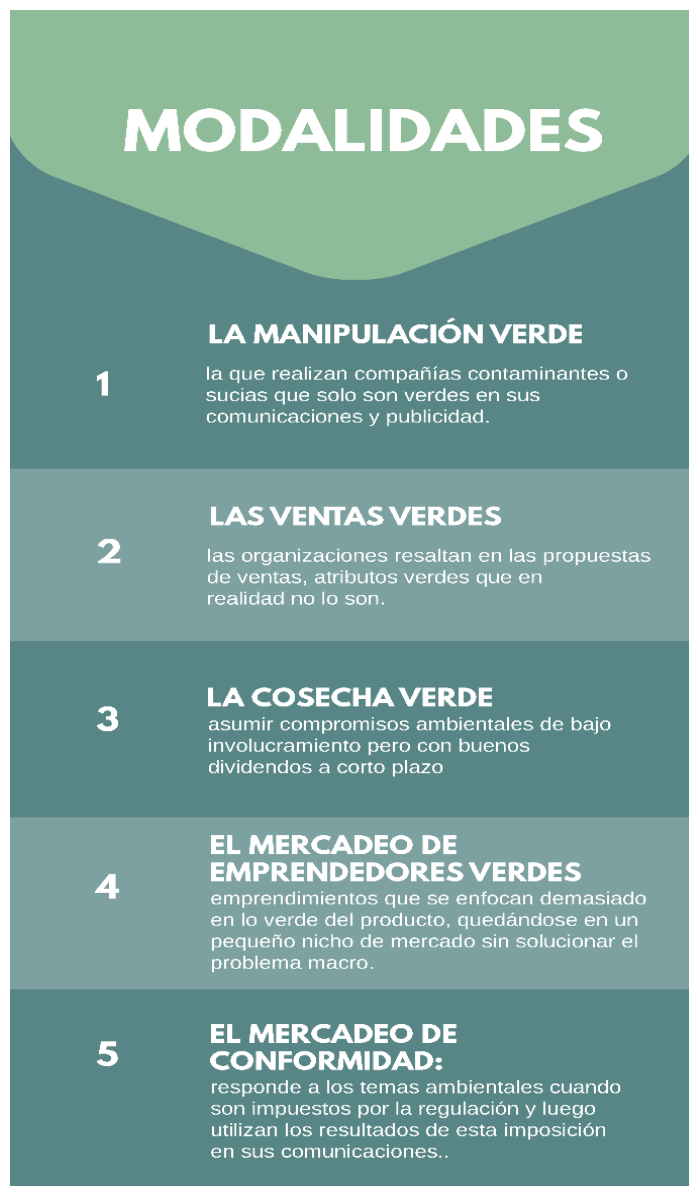 MODALIDADES
LA MANIPULACIÓN VERDE
1
la que realizan compañías contaminantes o
sucias que solo son verdes en sus
comunicaciones y publicidad.
LAS VENTAS VERDES
2
las organizaciones resaltan en las propuestas
de ventas, atributos verdes que en
realidad no lo son.
LA COSECHA VERDE
3
asumir compromisos ambientales de bajo
involucramiento pero con buenos
dividendos a corto plazo
EL MERCADEO DE
EMPRENDEDORES VERDES
4
emprendimientos que se enfocan demasiado
en lo verde del producto, quedándose en un
pequeño nicho de mercado sin solucionar el
problema macro.
EL MERCADEO DE
5
CONFORMIDAD:
responde a los temas ambientales cuando
son impuestos por la regulación y luego
utilizan los resultados de esta imposición
en sus comunicaciones..